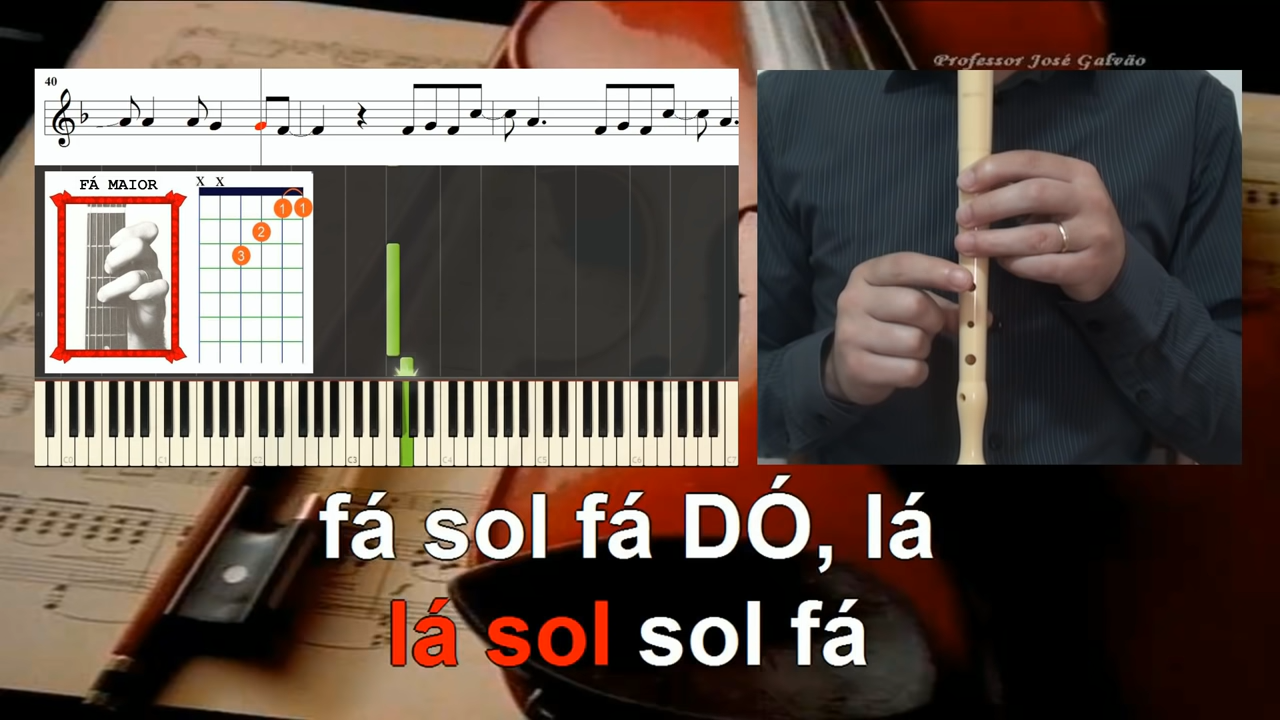 Professor José Galvão
40
FÁ MAIOR
X X
1 1
2
3
C0 C1 C2 C3 C4 C5 C6 C7
fá sol fá DÓ, lá
lá sol sol fá